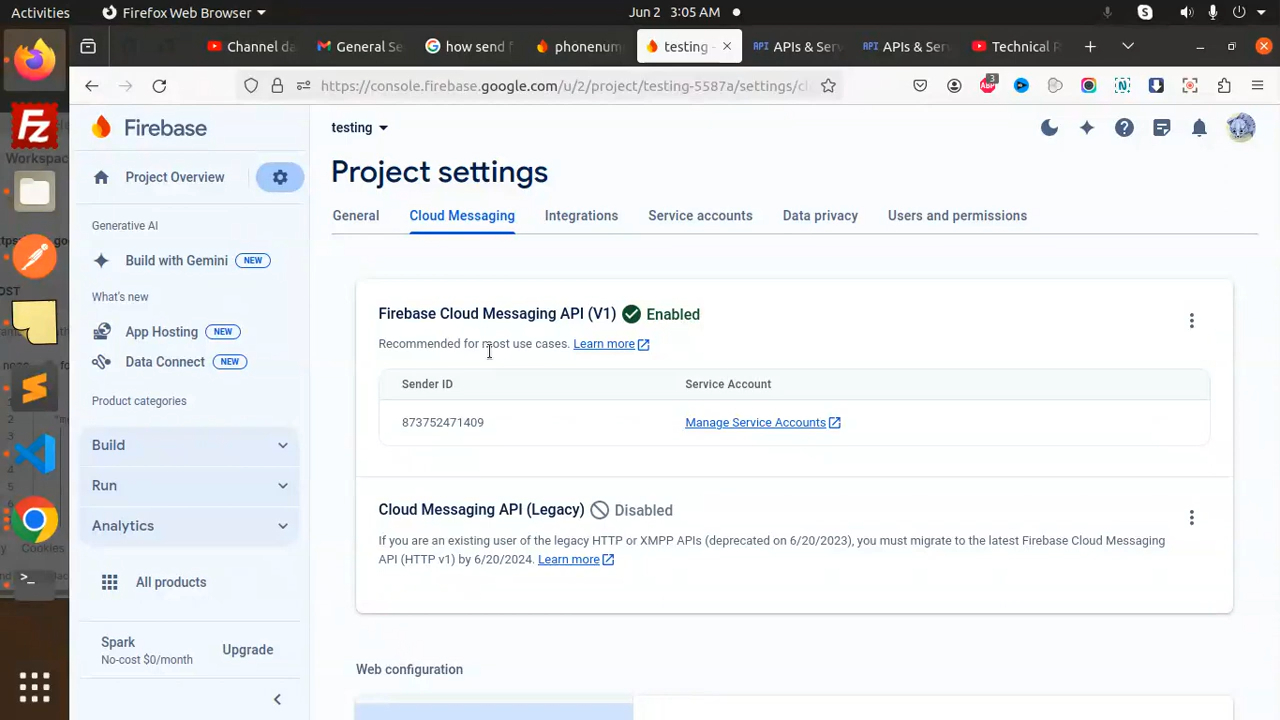 Activities
Firefox Web Browser
Jun 2 3:05 AM
Channel da
General Se
how send f
phonenum
testing -
APIs & Serv
APIs & Serv
Technical R
https://console.firebase.google.com/u/2/project/testing-5587a/settings/cl
3
Firebase
testing
Project Overview
Project settings
General
Cloud Messaging
Integrations
Service accounts
Data privacy
Users and permissions
Generative AI
Build with Gemini NEW
What's new
App Hosting NEW
Data Connect NEW
Product categories
Build
Run
Analytics
All products
Spark
No-cost $0/month
Upgrade
Firebase Cloud Messaging API (V1) Enabled
Recommended for most use cases. Learn more
Sender ID
Service Account
873752471409
Manage Service Accounts
Cloud Messaging API (Legacy) Disabled
If you are an existing user of the legacy HTTP or XMPP APIs (deprecated on 6/20/2023), you must migrate to the latest Firebase Cloud Messaging
API (HTTP v1) by 6/20/2024. Learn more
Web configuration
Workspac
OST
Cookies